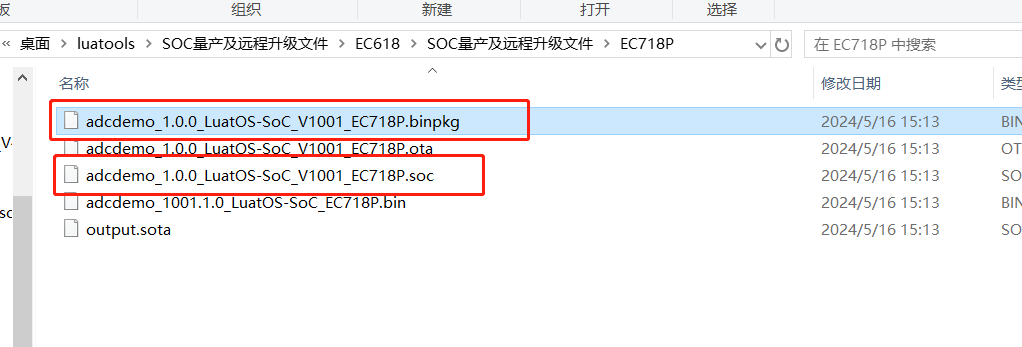 板 组织 新建 打开 选择
« 桌面 › luatools › SOC量产及远程升级文件 › EC618 › SOC量产及远程升级文件 › EC718P 在 EC718P 中搜索
名称 修改日期 类型
adcdemo_1.0.0_LuatOS-SoC_V1001_EC718P.binpkg 2024/5/16 15:13 BIN
adcdemo_1.0.0_LuatOS-SoC_V1001_EC718P.ota 2024/5/16 15:13 OT
adcdemo_1.0.0_LuatOS-SoC_V1001_EC718P.soc 2024/5/16 15:13 SO
adcdemo_1001.1.0_LuatOS-SoC_EC718P.bin 2024/5/16 15:13 BIN
output.sota 2024/5/16 15:13 SO